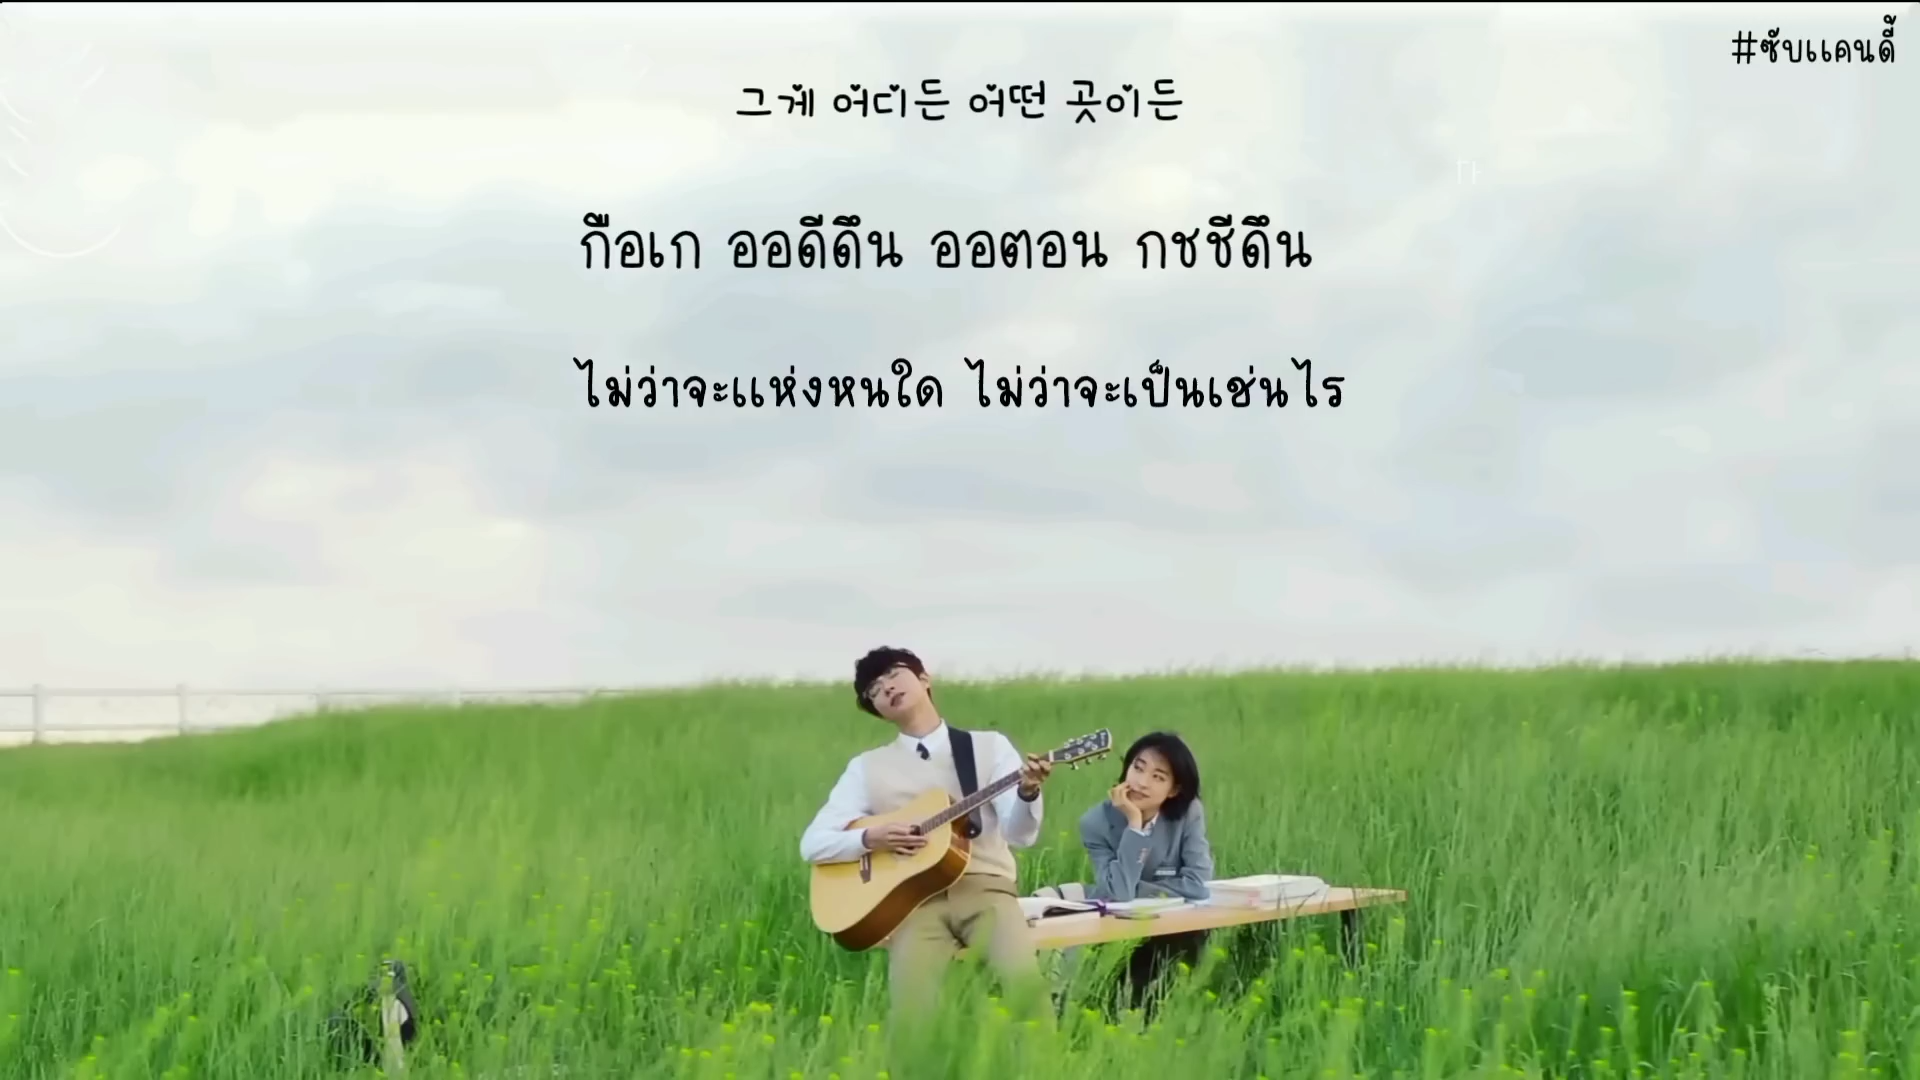 #ซับแคนดี้
그게 어디든 어떤 곳이든
กือเก ออดีดึน ออตอน กชชีดึน
ไม่ว่าจะแห่งหนใด ไม่ว่าจะเป็นเช่นไร